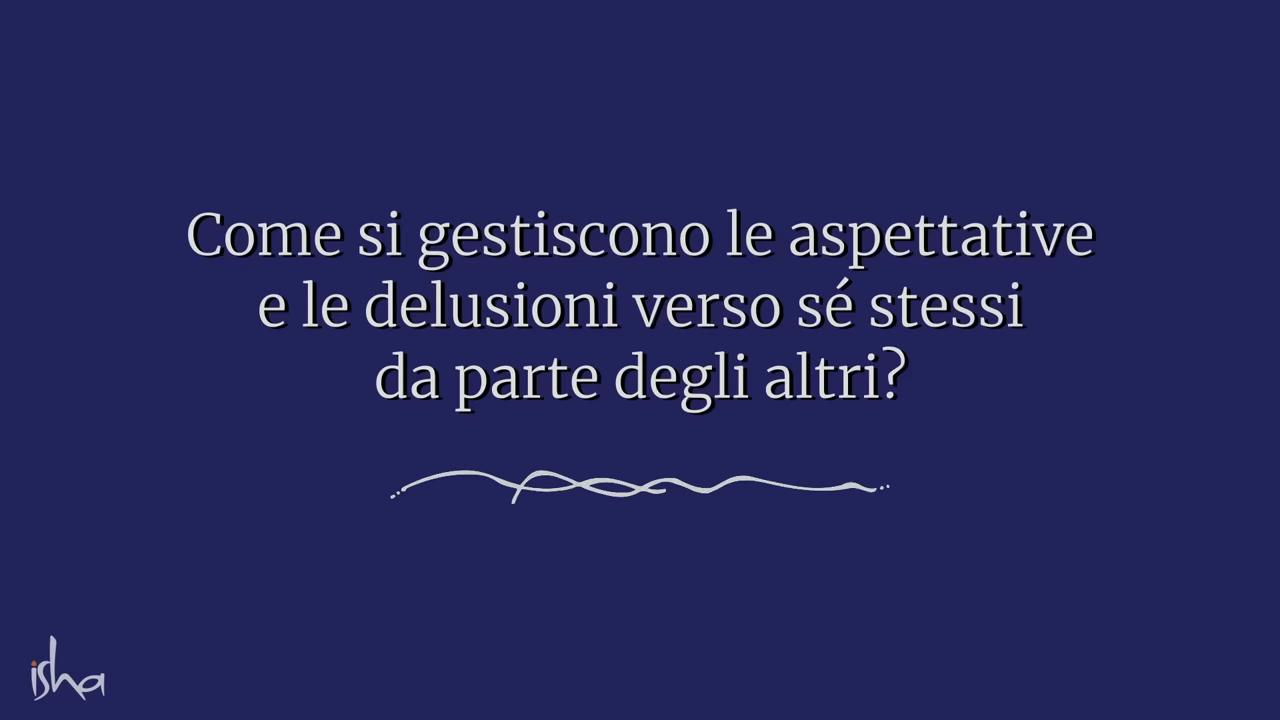 Come si gestiscono le aspettative
e le delusioni verso sé stessi
da parte degli altri?
isha